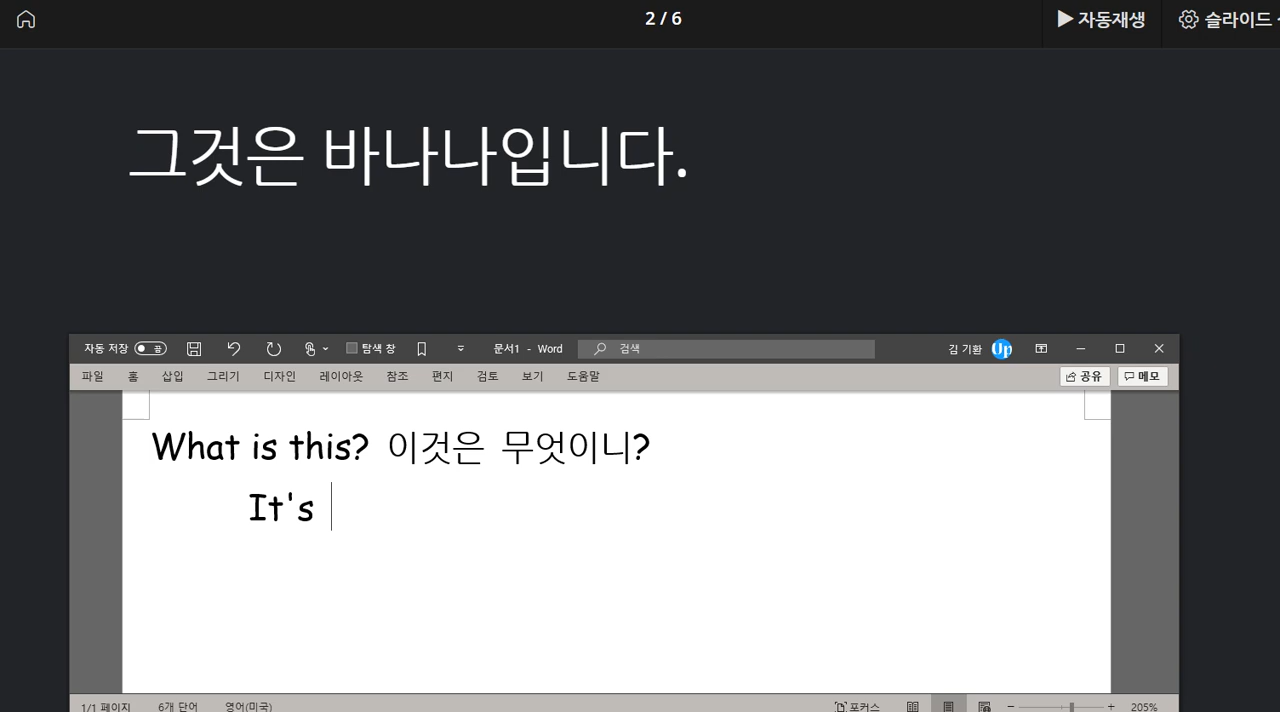 2 / 6
자동재생
슬라이드
그것은 바나나입니다.
자동 저장 끔 탐색 창 문서1 - Word 검색 김 기환 Up
파일 홈 삽입 그리기 디자인 레이아웃 참조 편지 검토 보기 도움말 공유 메모
What is this? 이것은 무엇이니?
It's
1/1 페이지 6개 단어 영어(미국) 포커스 205%